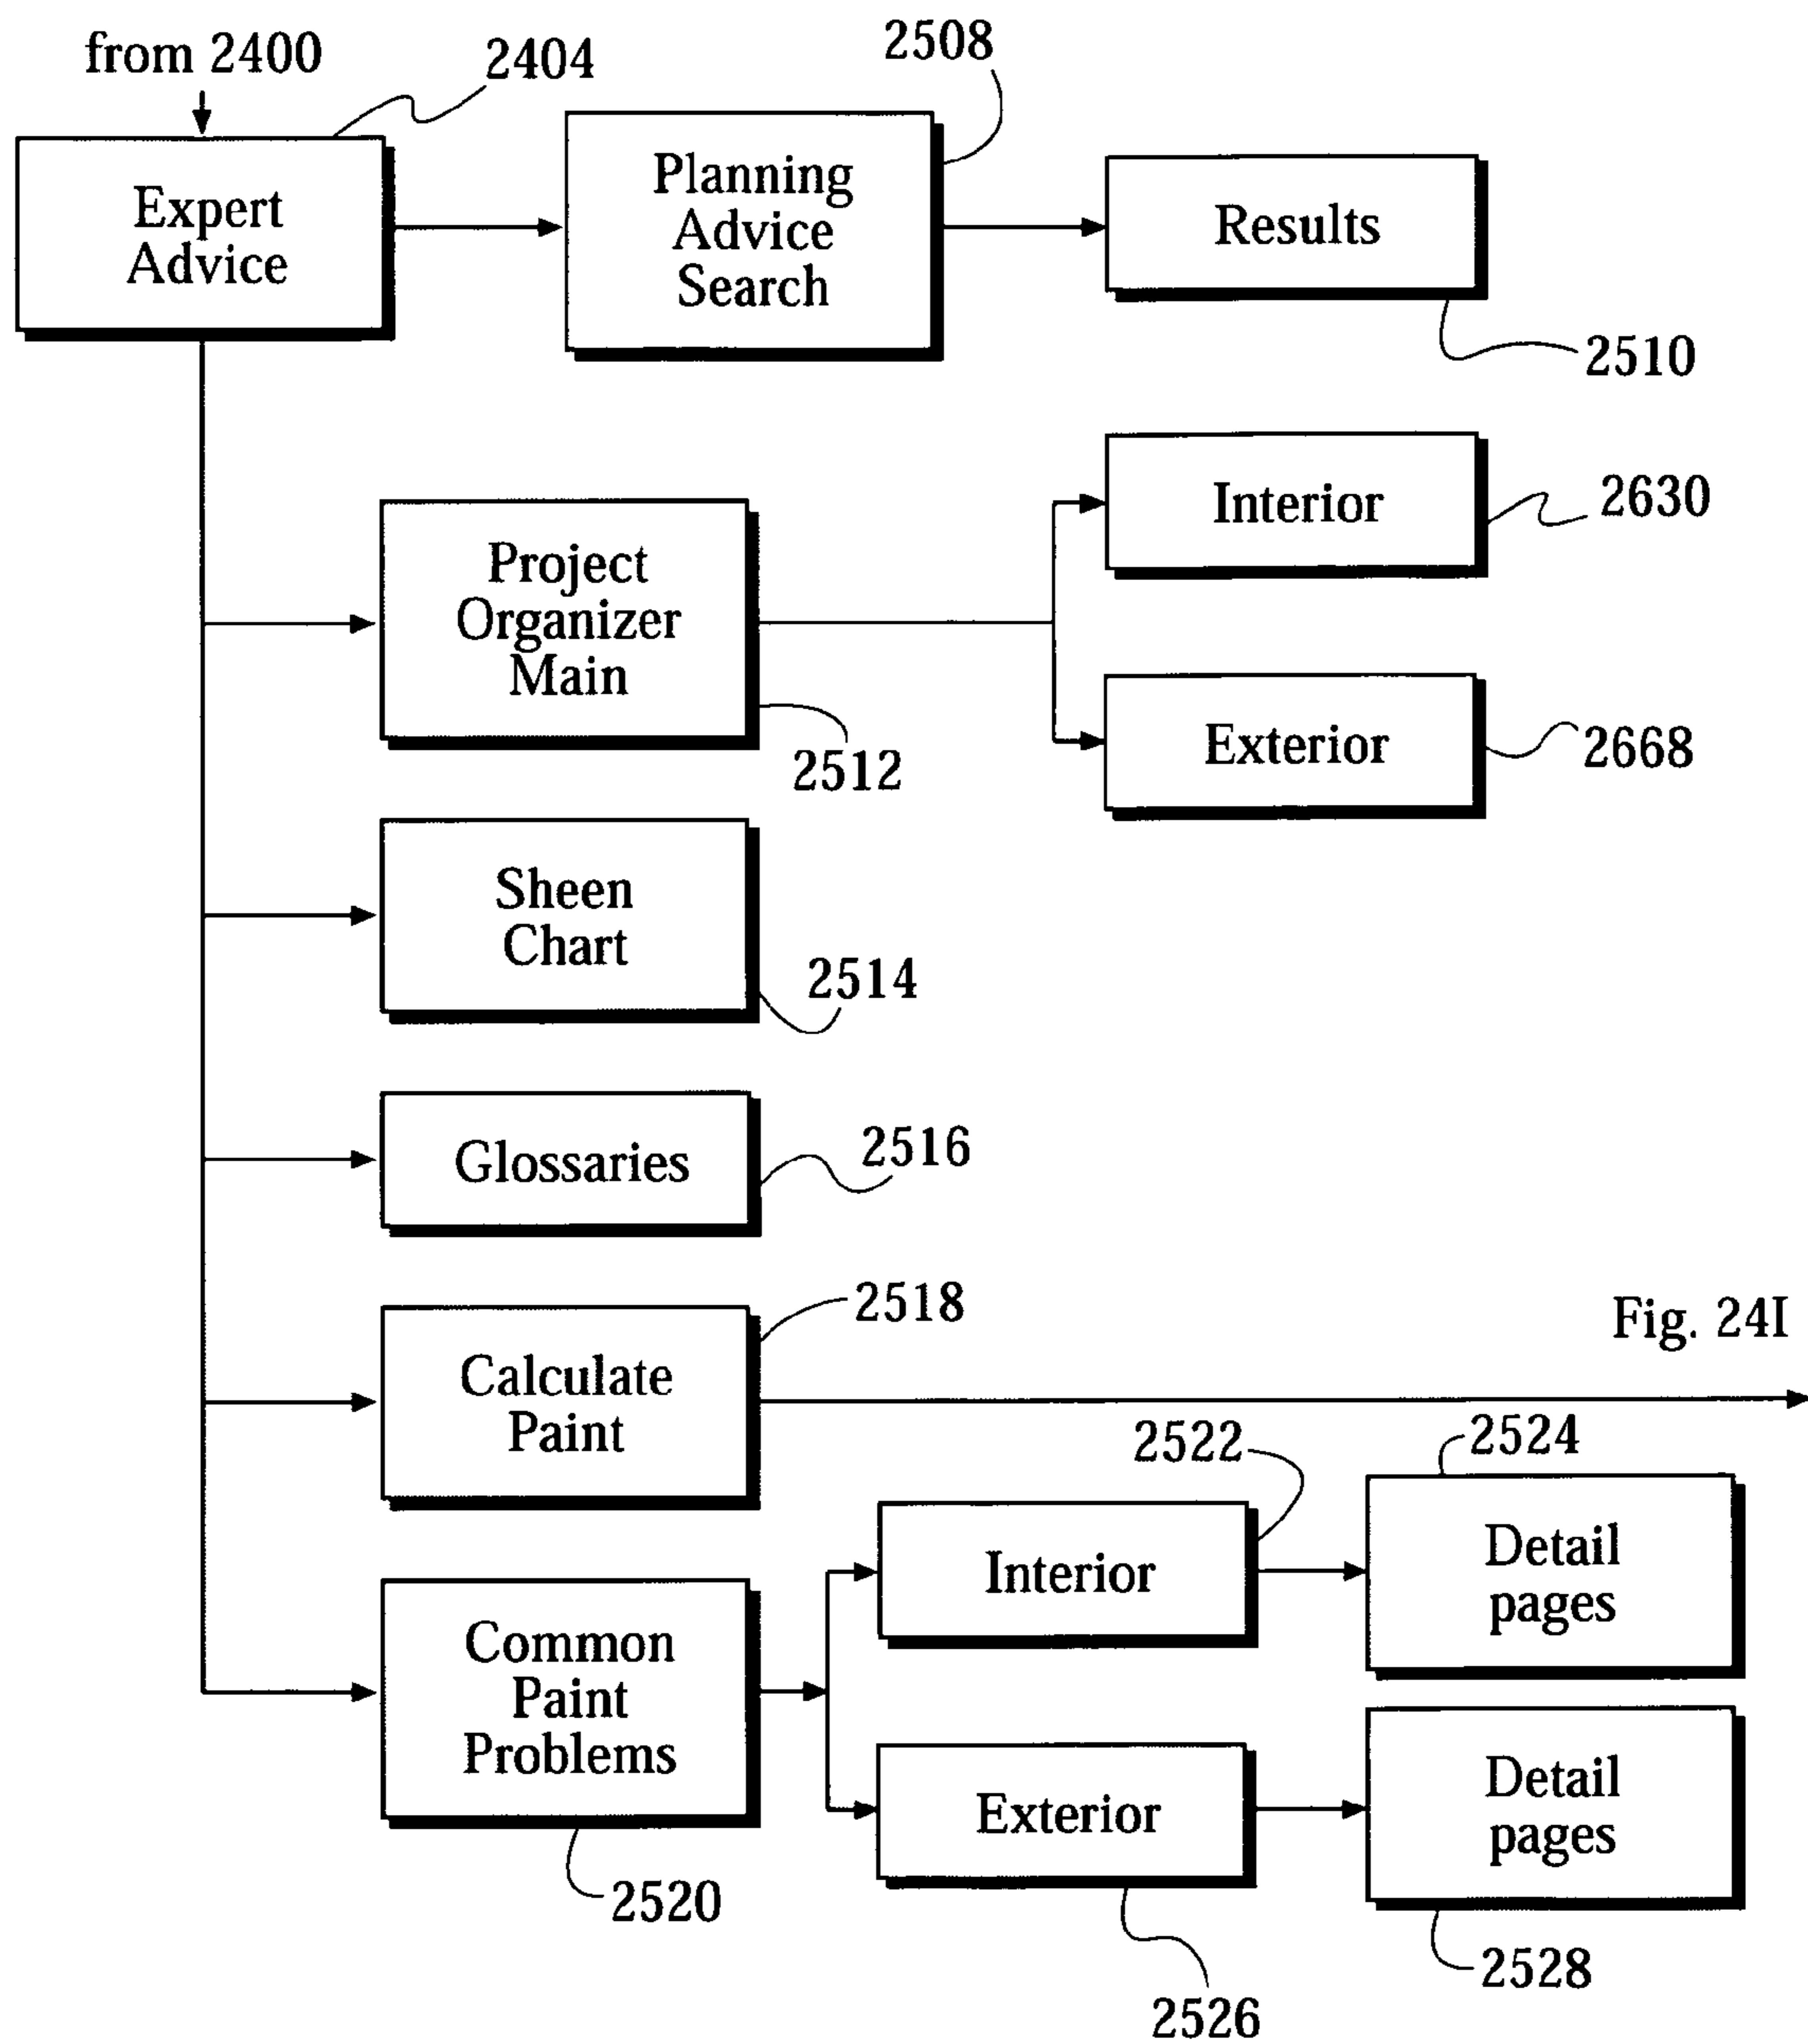 from 2400
2404
2508
Expert
Advice
Planning
Advice
Search
Results
2510
Project
Organizer
Main
2512
Interior
2630
Exterior
2668
Sheen
Chart
2514
Glossaries
2516
Calculate
Paint
2518
Fig. 24I
Common
Paint
Problems
2520
Interior
2522
Detail
pages
2524
Exterior
2526
Detail
pages
2528